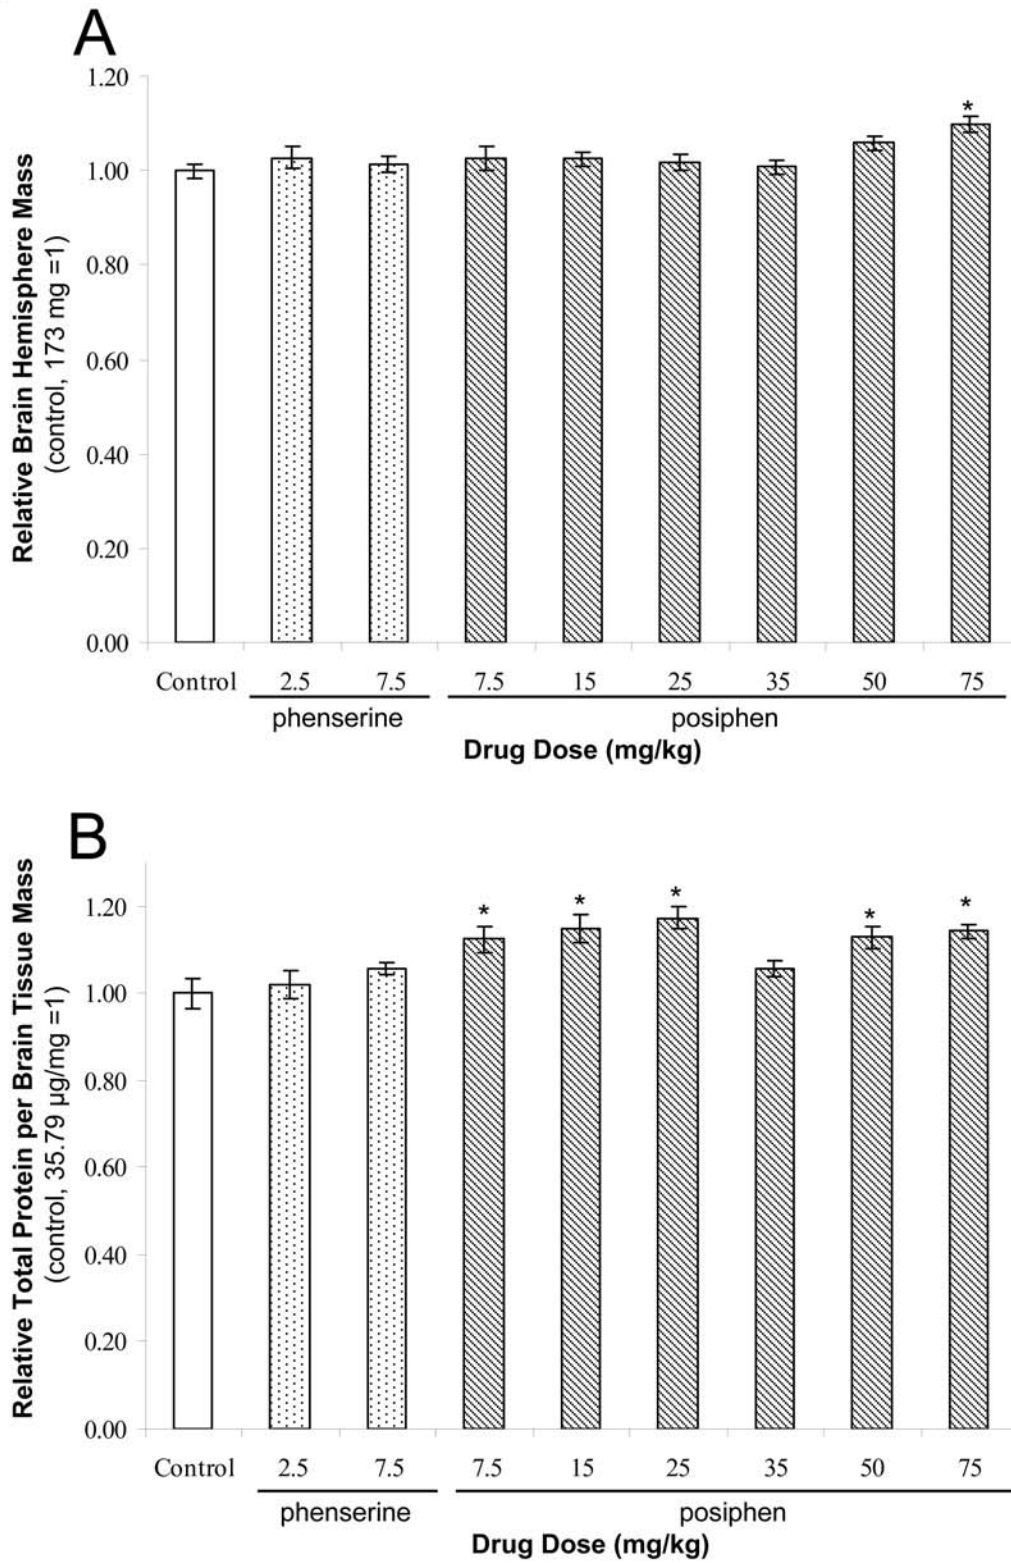 A
Relative Brain Hemisphere Mass
(control, 173 mg =1)
1.20
1.00
0.80
0.60
0.40
0.20
0.00
*
Control 2.5 7.5 7.5 15 25 35 50 75
phenserine posiphen
Drug Dose (mg/kg)
B
Relative Total Protein per Brain Tissue Mass
(control, 35.79 µg/mg =1)
1.20
1.00
0.80
0.60
0.40
0.20
0.00
* * * * *
Control 2.5 7.5 7.5 15 25 35 50 75
phenserine posiphen
Drug Dose (mg/kg)